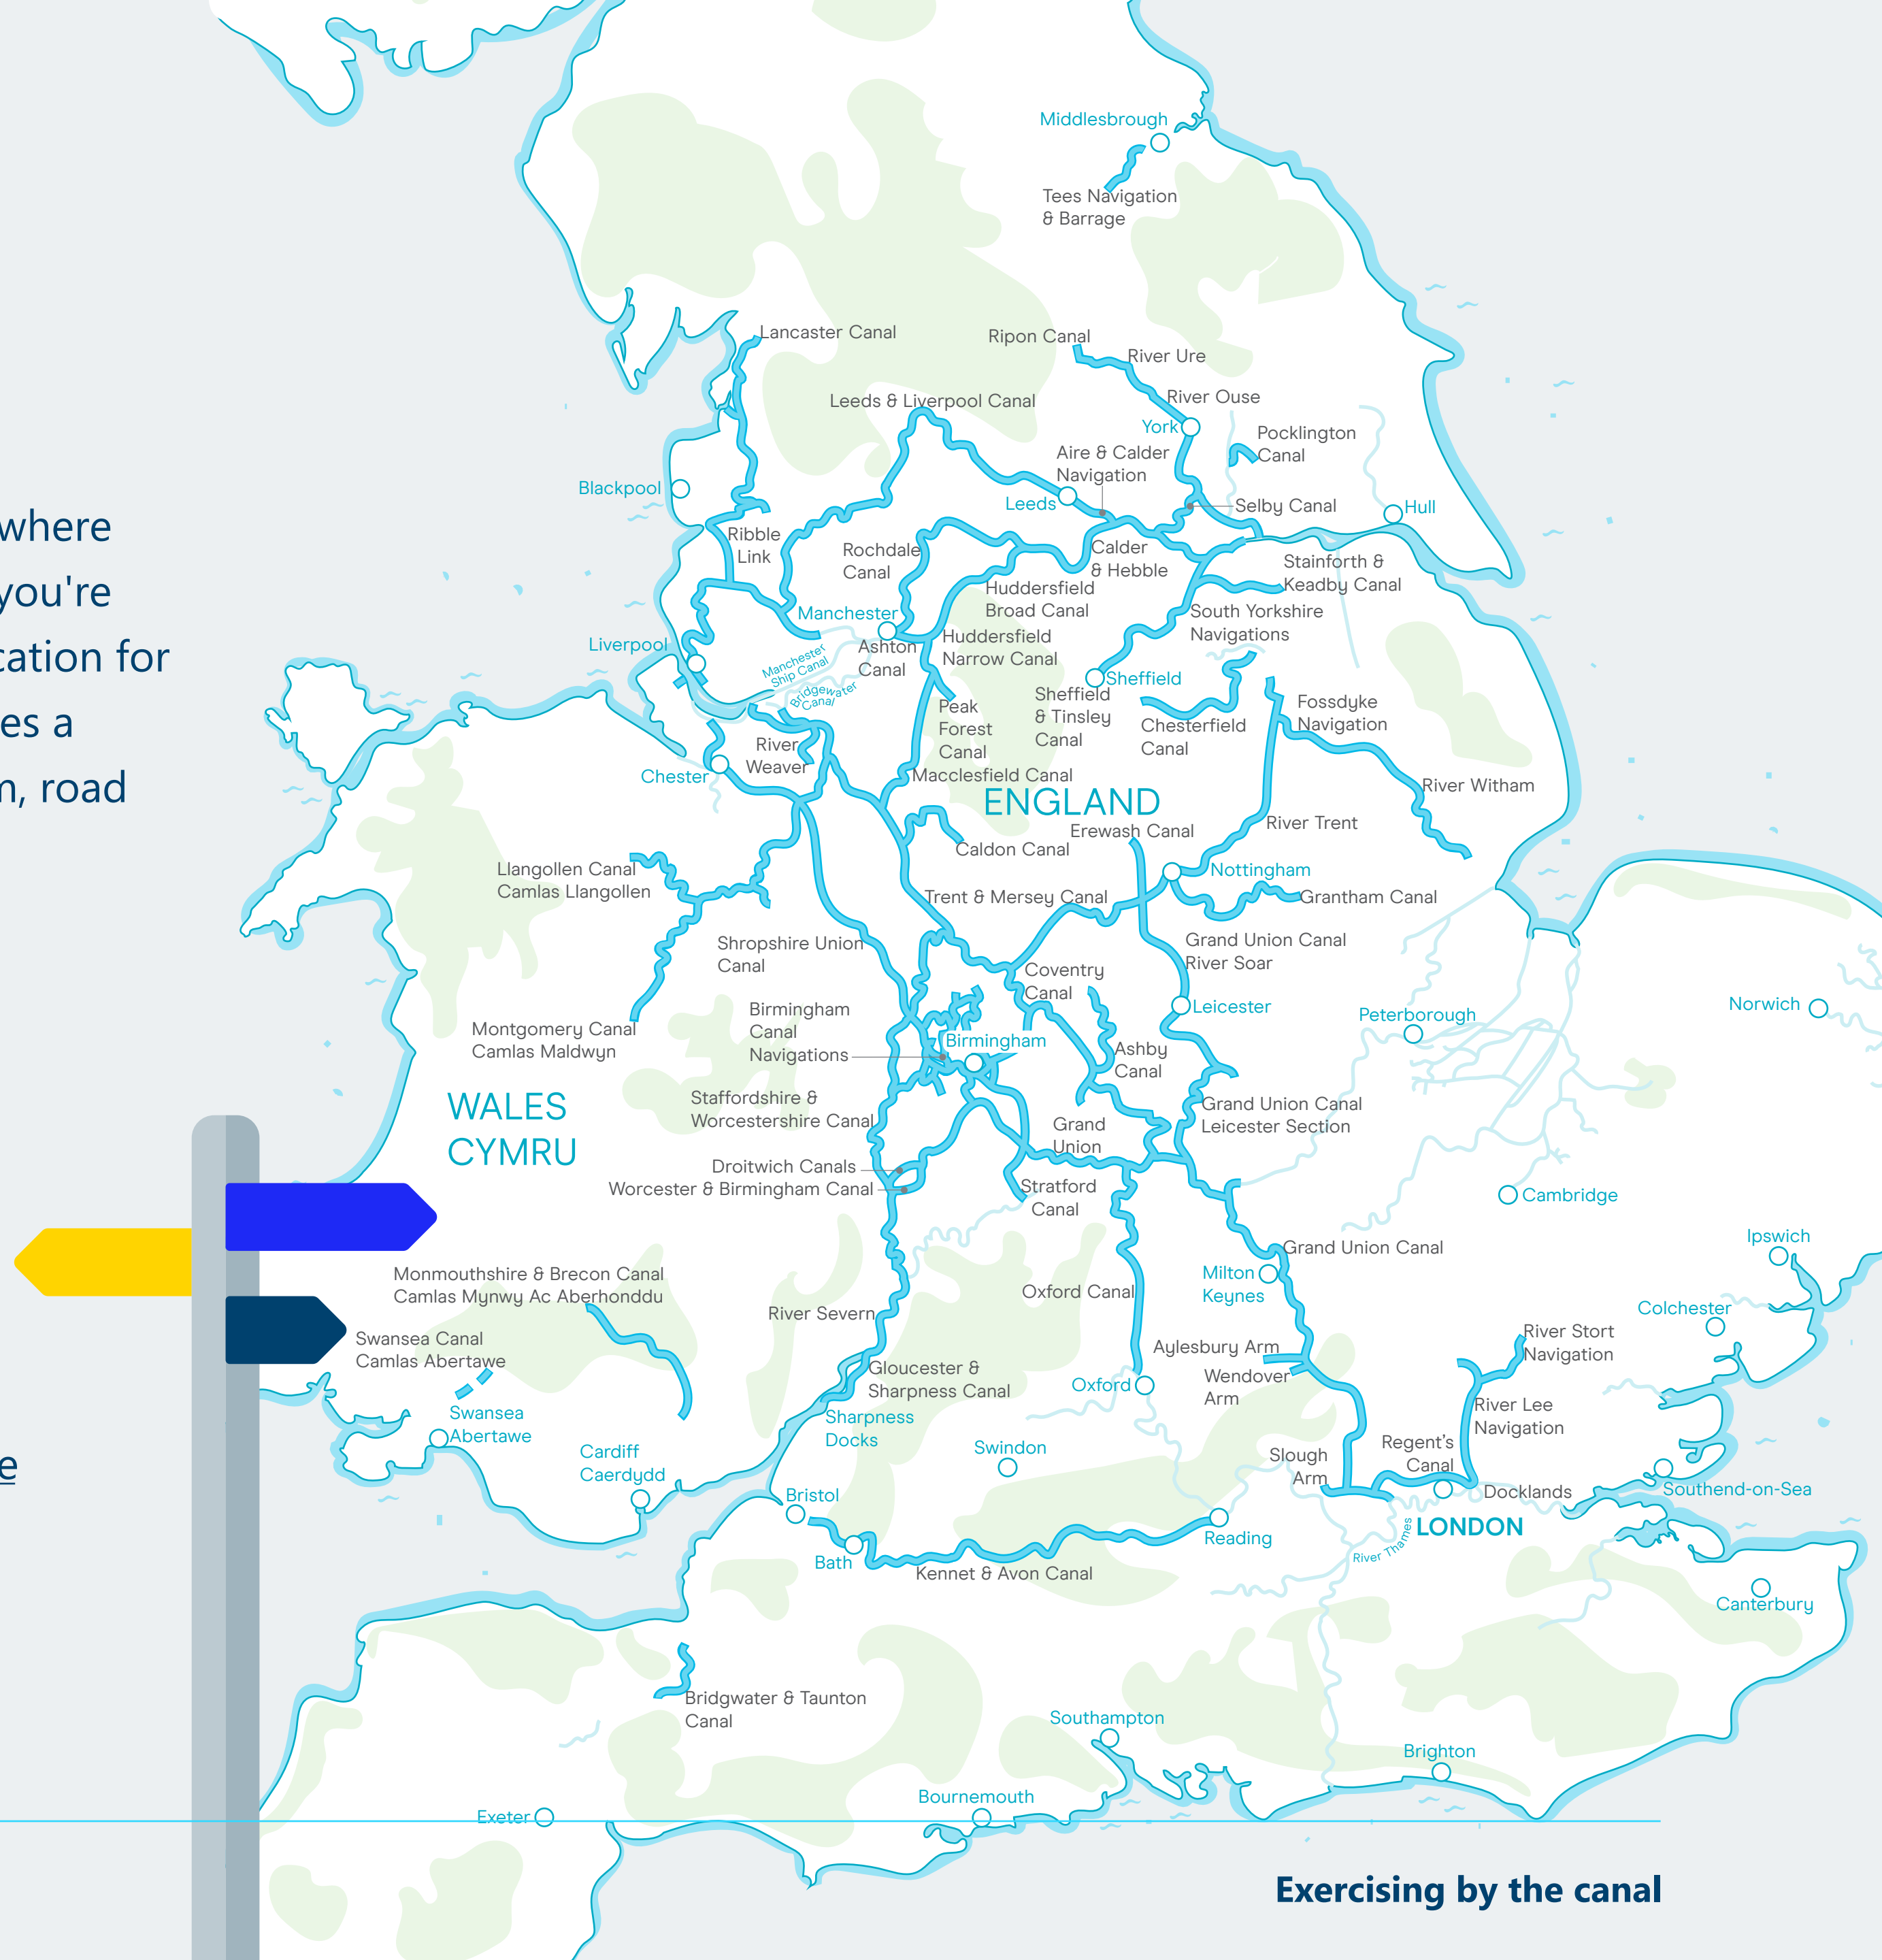 where
you're
cation for
es a
n, road
e
Middlesbrough
Tees Navigation
& Barrage
Lancaster Canal
Ripon Canal
River Ure
Leeds & Liverpool Canal
River Ouse
York
Pocklington
Canal
Aire & Calder
Navigation
Blackpool
Leeds
Selby Canal
Hull
Ribble
Link
Rochdale
Canal
Calder
& Hebble
Stainforth &
Keadby Canal
Huddersfield
Broad Canal
South Yorkshire
Navigations
Manchester
Liverpool
Ashton
Canal
Huddersfield
Narrow Canal
Manchester
Ship Canal
Bridgewater
Canal
Sheffield
Sheffield
& Tinsley
Canal
Peak
Forest
Canal
Chesterfield
Canal
Fossdyke
Navigation
River
Weaver
Chester
Macclesfield Canal
ENGLAND
River Witham
Erewash Canal
River Trent
Caldon Canal
Llangollen Canal
Camlas Llangollen
Nottingham
Trent & Mersey Canal
Grantham Canal
Shropshire Union
Canal
Grand Union Canal
River Soar
Coventry
Canal
Birmingham
Canal
Navigations
Leicester
Peterborough
Norwich
Montgomery Canal
Camlas Maldwyn
Birmingham
Ashby
Canal
WALES
CYMRU
Staffordshire &
Worcestershire Canal
Grand Union Canal
Leicester Section
Grand
Union
Droitwich Canals
Worcester & Birmingham Canal
Stratford
Canal
Cambridge
Ipswich
Grand Union Canal
Monmouthshire & Brecon Canal
Camlas Mynwy Ac Aberhonddu
Milton
Keynes
Oxford Canal
River Severn
Colchester
Swansea Canal
Camlas Abertawe
River Stort
Navigation
Aylesbury Arm
Gloucester &
Sharpness Canal
Wendover
Arm
Oxford
River Lee
Navigation
Swansea
Abertawe
Sharpness
Docks
Cardiff
Caerdydd
Swindon
Slough
Arm
Regent's
Canal
Docklands
Southend-on-Sea
Bristol
LONDON
River Thames
Reading
Bath
Kennet & Avon Canal
Canterbury
Bridgwater & Taunton
Canal
Southampton
Brighton
Bournemouth
Exeter
Exercising by the canal